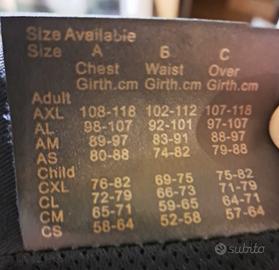 Size Available
Size A B C
Chest Waist Over
Girth.cm Girth.cm Girth.cm
Adult
AXL 108-118 102-112 107-118
AL 98-107 92-101 97-107
AM 89-97 83-91 88-97
AS 80-88 74-82 79-88
Child
CXL 76-82 69-75 75-82
CL 72-79 66-73 71-79
CM 65-71 59-65 64-71
CS 58-64 52-58 57-64
subito